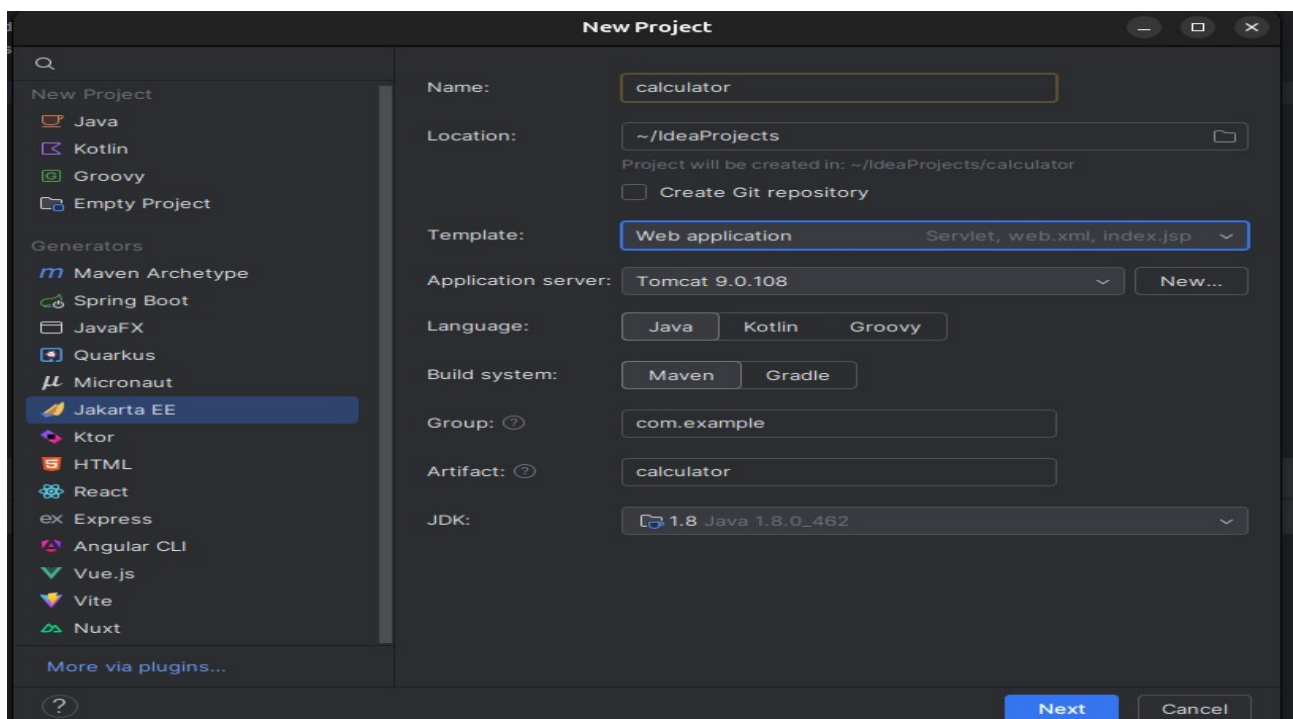 New Project
New Project
Java
Kotlin
Groovy
Empty Project
Generators
Maven Archetype
Spring Boot
JavaFX
Quarkus
Micronaut
Jakarta EE
Ktor
HTML
React
Express
Angular CLI
Vue.js
Vite
Nuxt
More via plugins...
?
Name: calculator
Location: ~/IdeaProjects
Project will be created in: ~/IdeaProjects/calculator
Create Git repository
Template: Web application Servlet, web.xml, index.jsp
Application server: Tomcat 9.0.108 New...
Language: Java Kotlin Groovy
Build system: Maven Gradle
Group: ? com.example
Artifact: ? calculator
JDK: 1.8 Java 1.8.0_462
Next Cancel